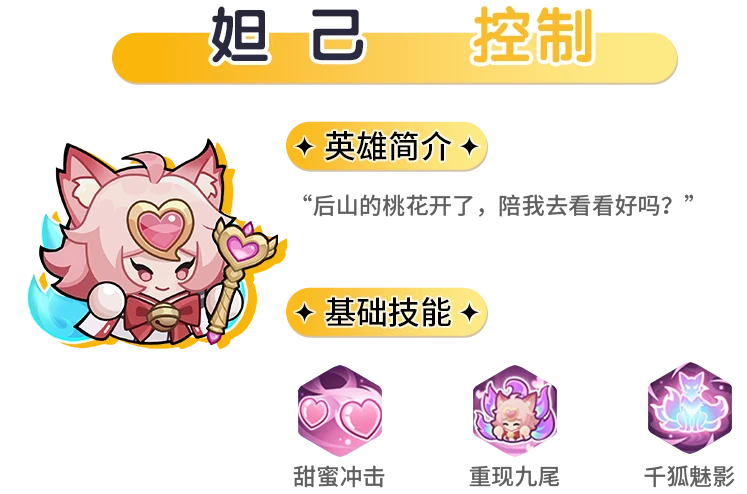 妲己 控制
英雄简介
“后山的桃花开了，陪我去看看好吗？”
基础技能
甜蜜冲击 重现九尾 千狐魅影